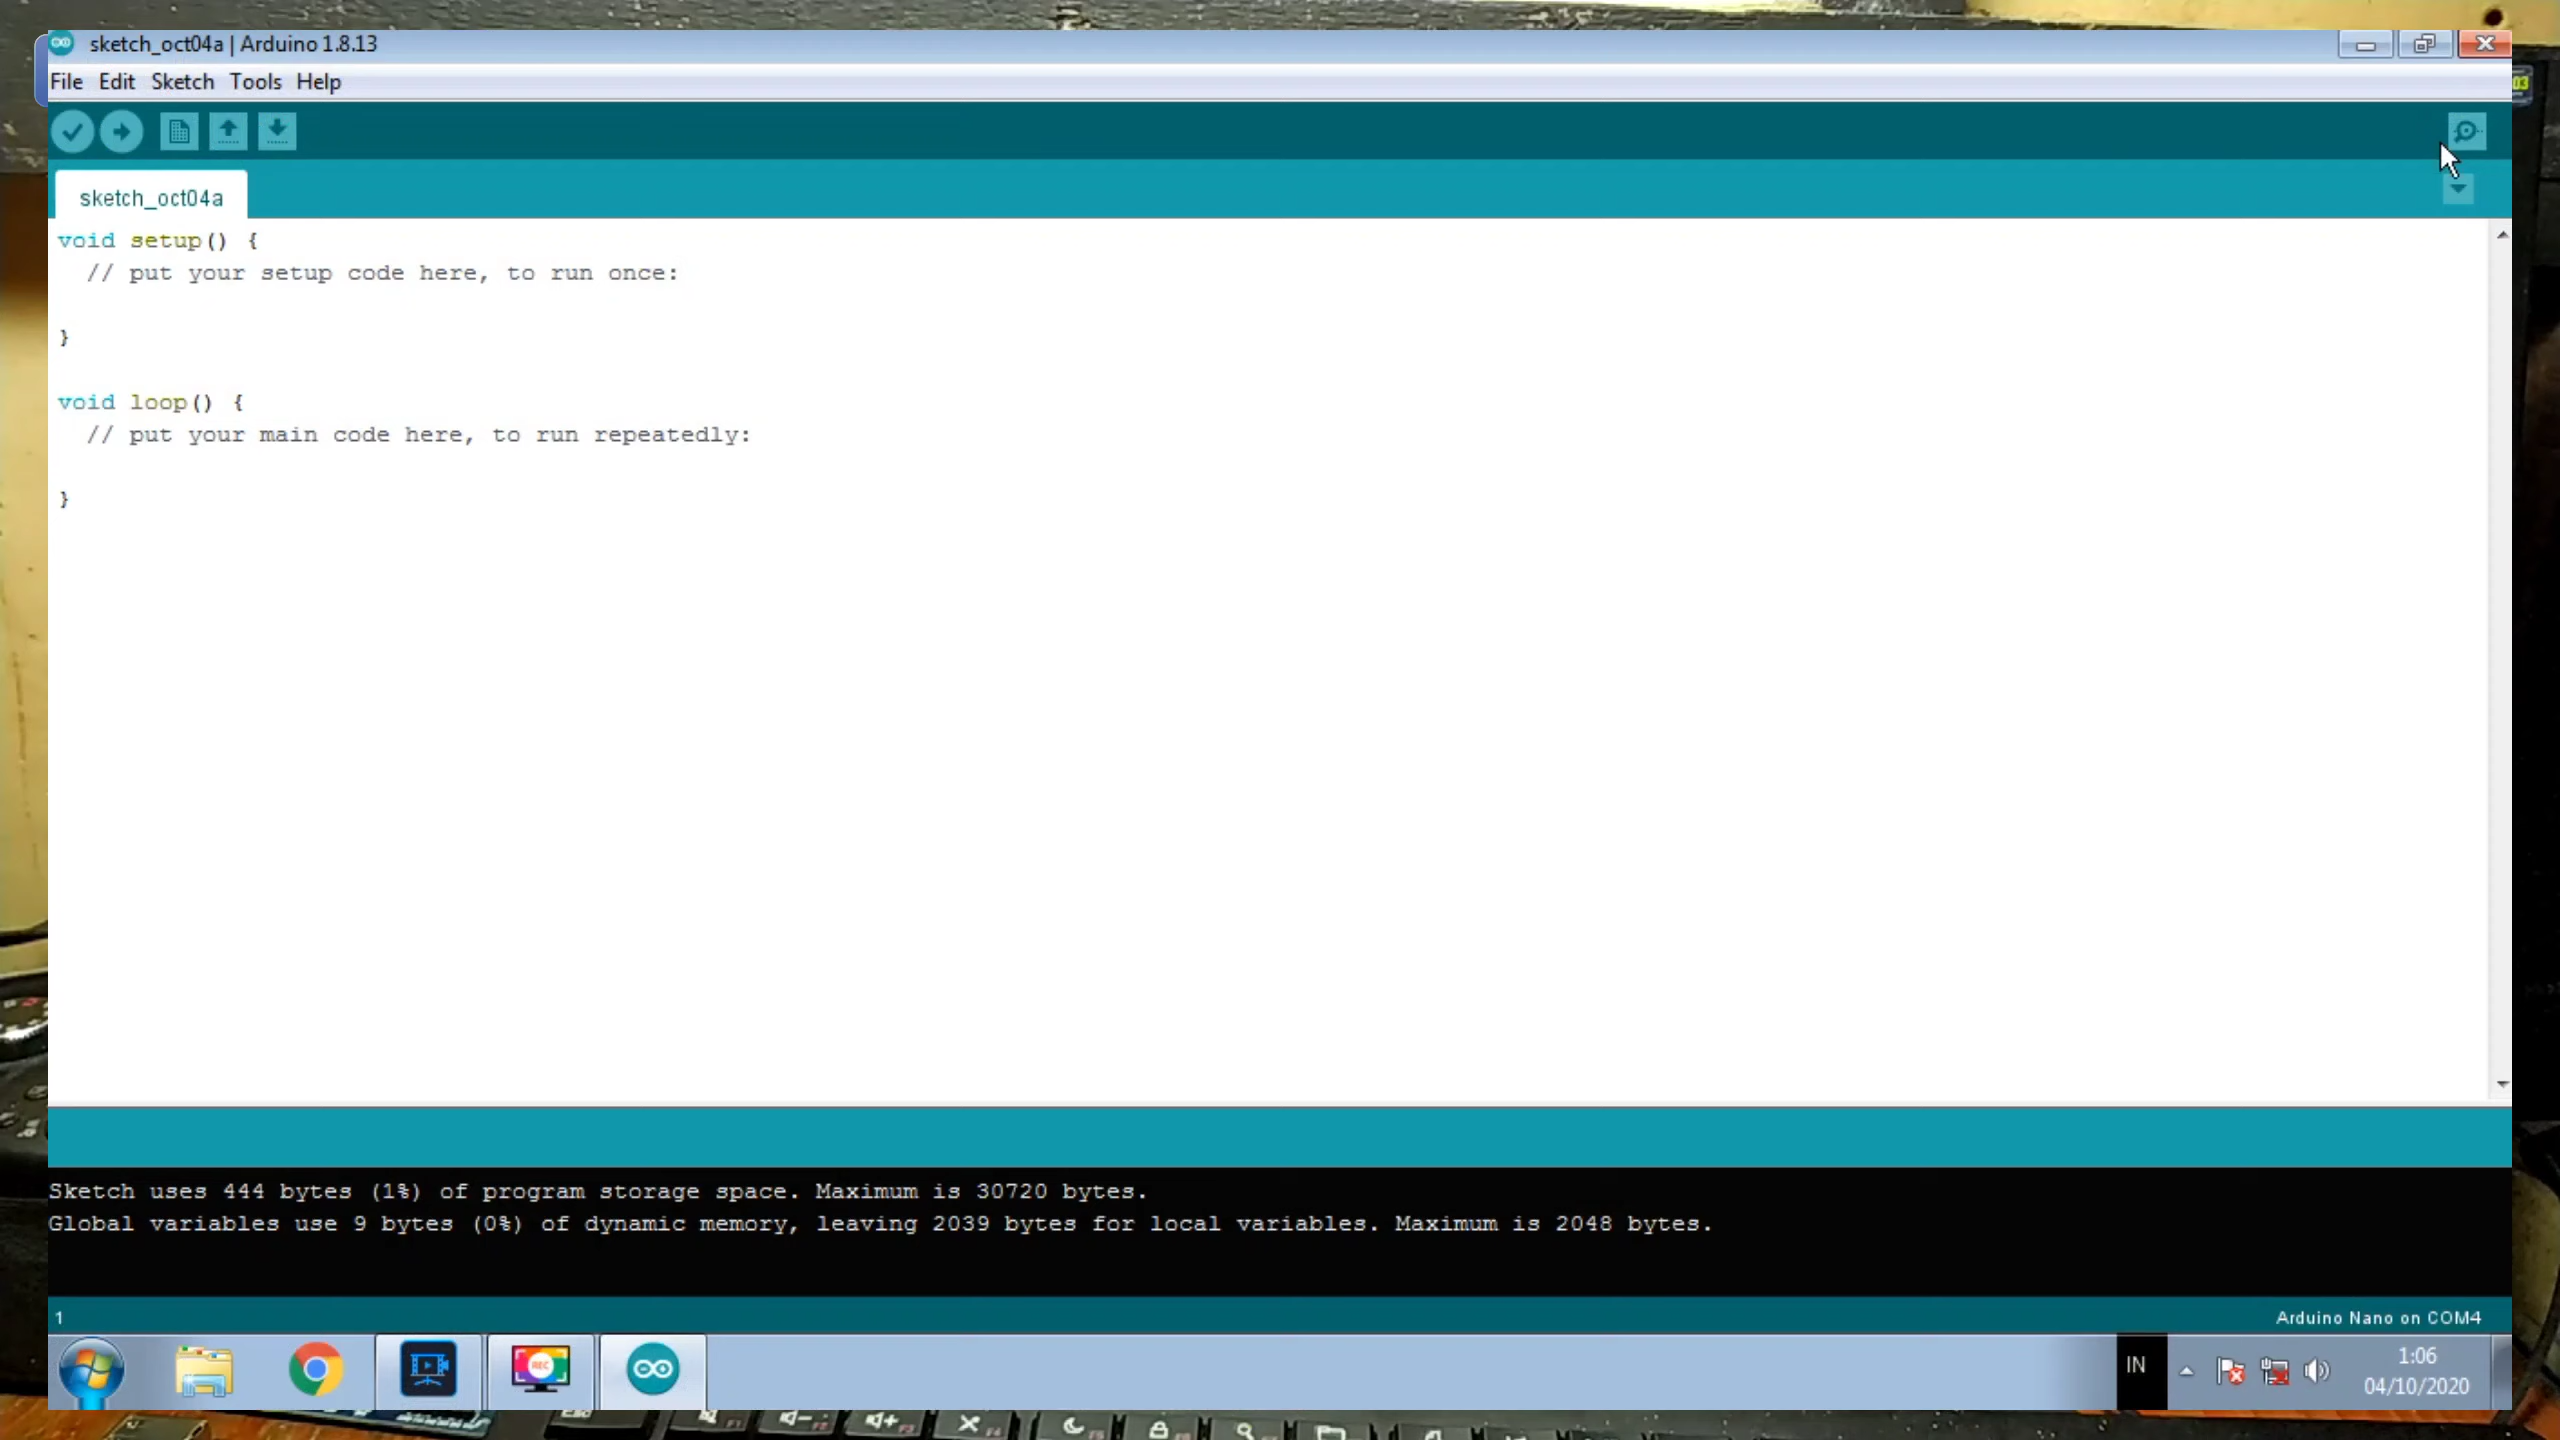 sketch_oct04a | Arduino 1.8.13
File Edit Sketch Tools Help
sketch_oct04a
void setup() {
  // put your setup code here, to run once:
}
void loop() {
  // put your main code here, to run repeatedly:
}
Sketch uses 444 bytes (1%) of program storage space. Maximum is 30720 bytes.
Global variables use 9 bytes (0%) of dynamic memory, leaving 2039 bytes for local variables. Maximum is 2048 bytes.
1
Arduino Nano on COM4
REC
IN
1:06
04/10/2020